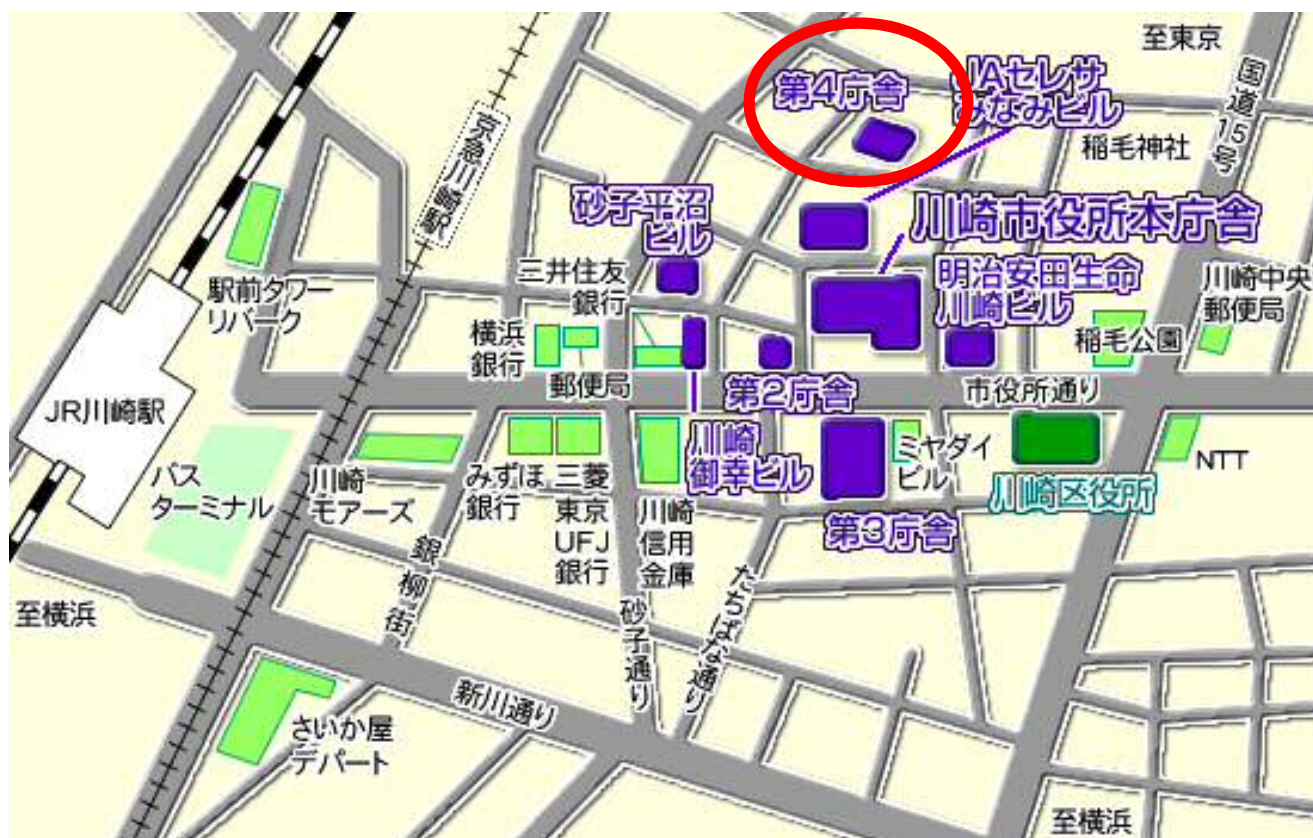 至東京
国道15号
第4庁舎
JAセレサ
みなみビル
稲毛神社
京急川崎駅
砂子平沼
ビル
川崎市役所本庁舎
三井住友
銀行
明治安田生命
川崎ビル
川崎中央
郵便局
駅前タワー
リバーク
横浜
銀行
郵便局
稲毛公園
第2庁舎
市役所通り
JR川崎駅
バス
ターミナル
川崎
モアーズ
みずほ
銀行
三菱
東京
UFJ
銀行
川崎
信用
金庫
川崎
御幸ビル
ミヤダイ
ビル
川崎区役所
NTT
第3庁舎
銀柳街
砂子通り
たちばな通り
至横浜
新川通り
さいか屋
デパート
至横浜